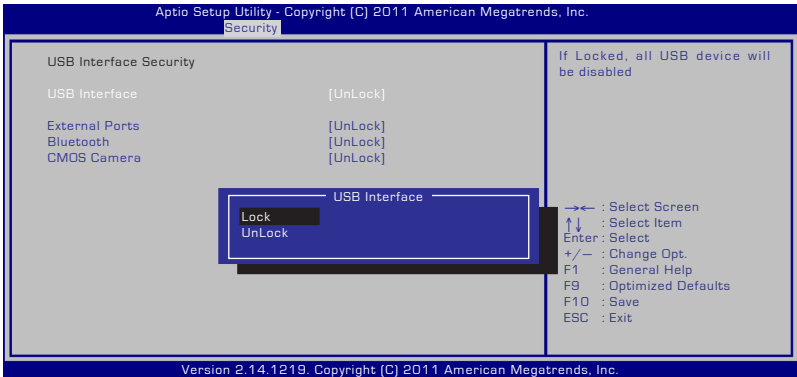 Aptio Setup Utility - Copyright (C) 2011 American Megatrends, Inc.
Security
USB Interface Security
USB Interface [UnLock]
External Ports [UnLock]
Bluetooth [UnLock]
CMOS Camera [UnLock]
USB Interface
Lock
UnLock
If Locked, all USB device will
be disabled
→← : Select Screen
↑↓ : Select Item
Enter : Select
+/— : Change Opt.
F1 : General Help
F9 : Optimized Defaults
F10 : Save
ESC : Exit
Version 2.14.1219. Copyright (C) 2011 American Megatrends, Inc.